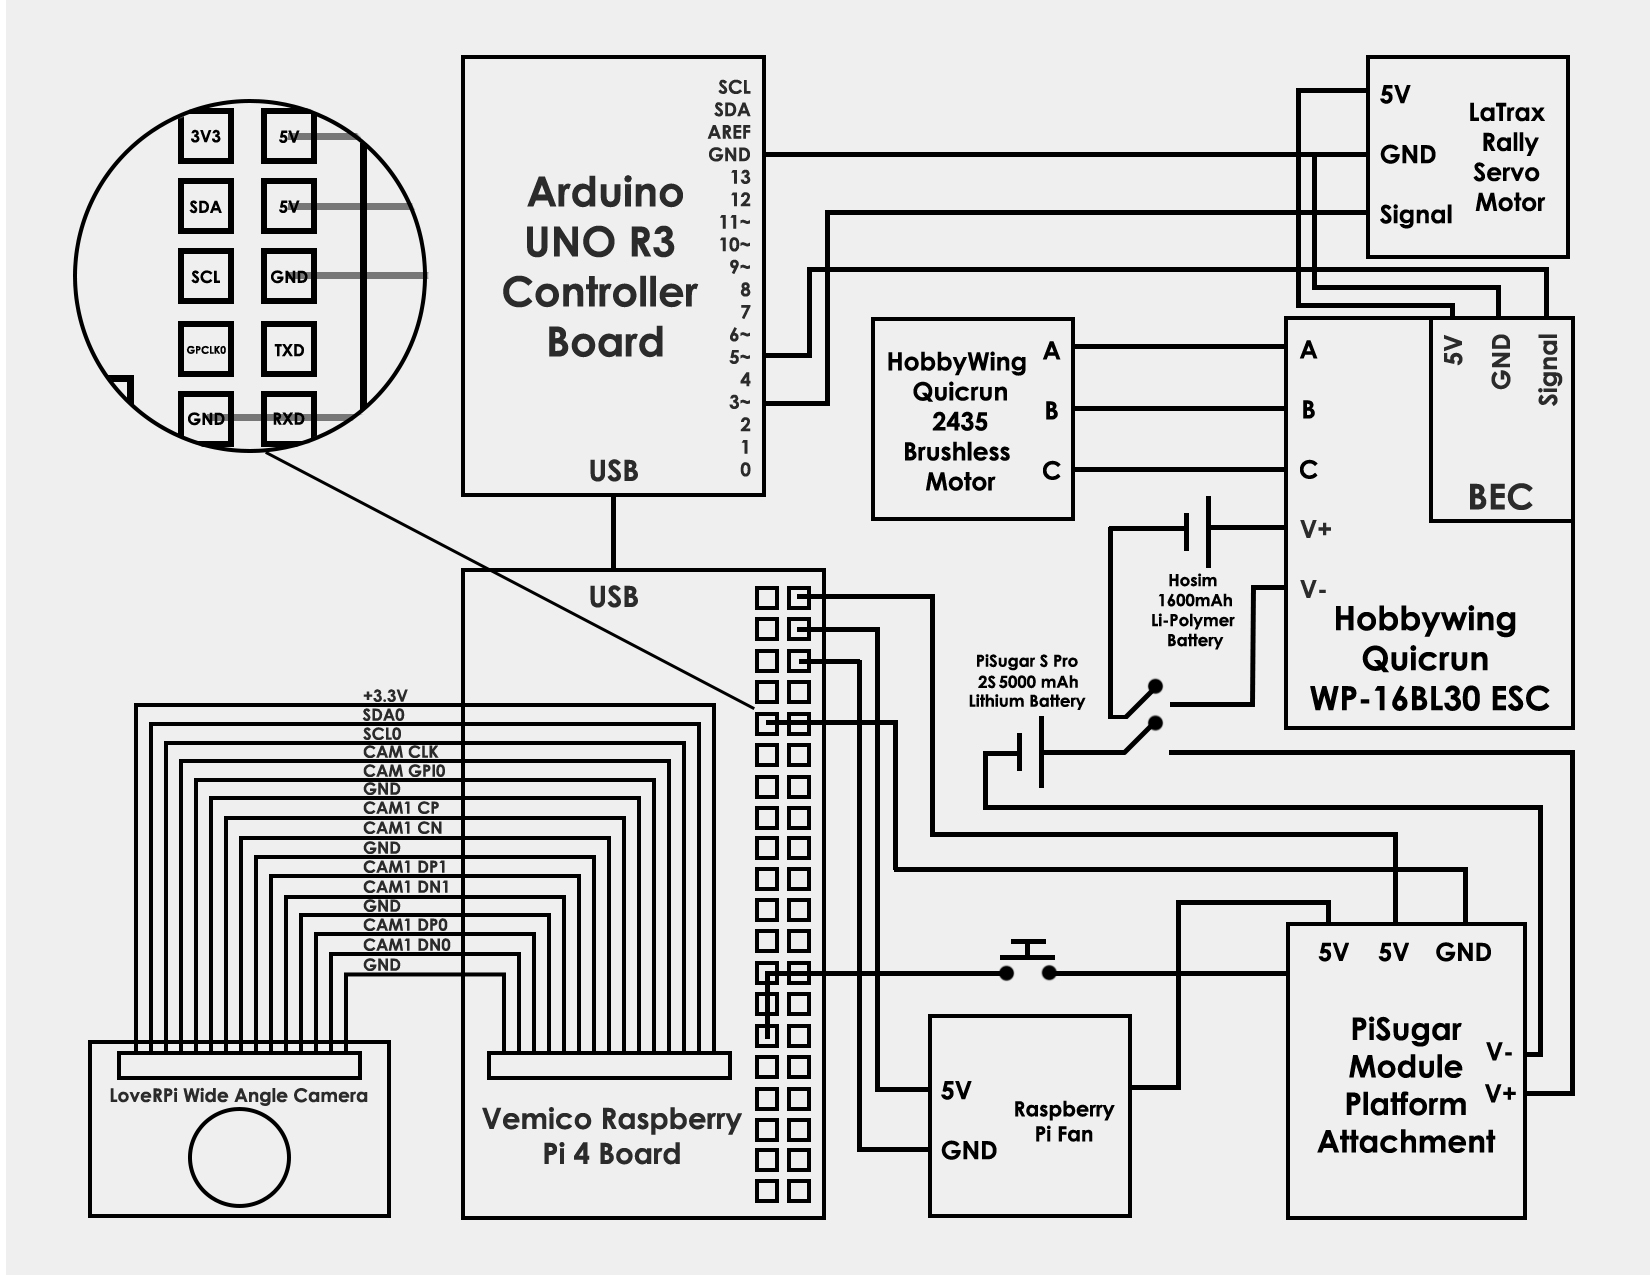 3V3
5V
SDA
5V
SCL
GND
GPCLK0
TXD
GND
RXD
Arduino
UNO R3
Controller
Board
SCL
SDA
AREF
GND
13
12
11~
10~
9~
8
7
6~
5~
4
3~
2
1
0
USB
5V
GND
Signal
LaTrax
Rally
Servo
Motor
HobbyWing
Quicrun
2435
Brushless
Motor
A
B
C
A
B
C
V+
V-
5V
GND
Signal
BEC
Hobbywing
Quicrun
WP-16BL30 ESC
Hosim
1600mAh
Li-Polymer
Battery
PiSugar S Pro
2S 5000 mAh
Lithium Battery
USB
+3.3V
SDA0
SCL0
CAM CLK
CAM GPI0
GND
CAM1 CP
CAM1 CN
GND
CAM1 DP1
CAM1 DN1
GND
CAM1 DP0
CAM1 DN0
GND
LoveRPi Wide Angle Camera
Vemico Raspberry
Pi 4 Board
5V
GND
Raspberry
Pi Fan
5V 5V GND
PiSugar
Module
Platform
Attachment
V-
V+